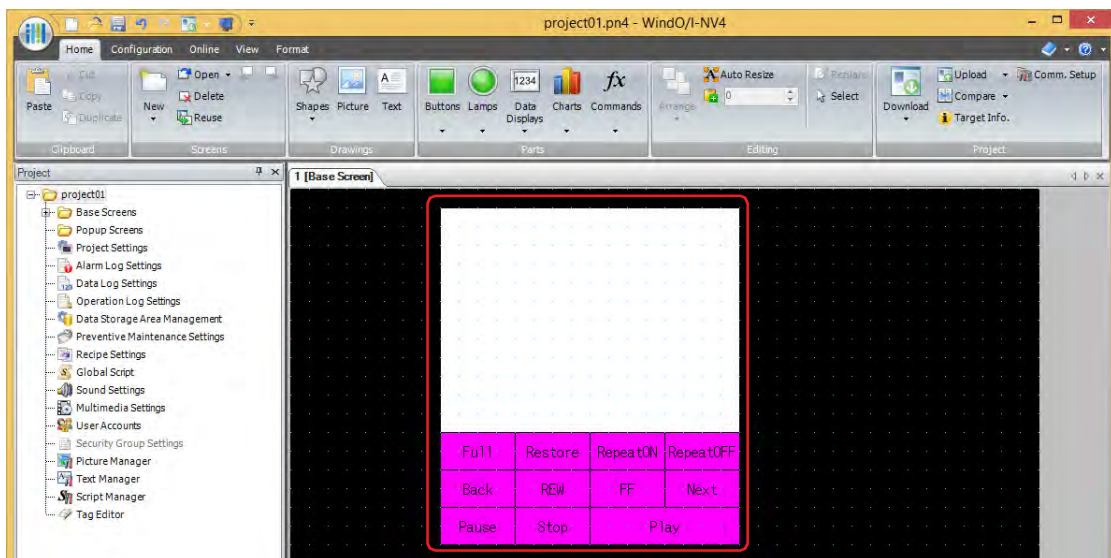 project01.pn4 - WindO/I-NV4
Home Configuration Online View Format
Cut Open Delete Reuse
Copy
Duplicate
Paste New Shapes Picture Text Buttons Lamps 1234 Data Displays Charts fx Commands Arrange Auto Resize 0 Replace Select Download Upload Compare Target Info. Comm. Setup
Clipboard Screens Drawings Parts Editing Project
Project
1 [Base Screen]
project01
Base Screens
Popup Screens
Project Settings
Alarm Log Settings
Data Log Settings
Operation Log Settings
Data Storage Area Management
Preventive Maintenance Settings
Recipe Settings
Global Script
Sound Settings
Multimedia Settings
User Accounts
Security Group Settings
Picture Manager
Text Manager
Script Manager
Tag Editor
Full Restore RepeatON RepeatOFF
Back REW FF Next
Pause Stop Play